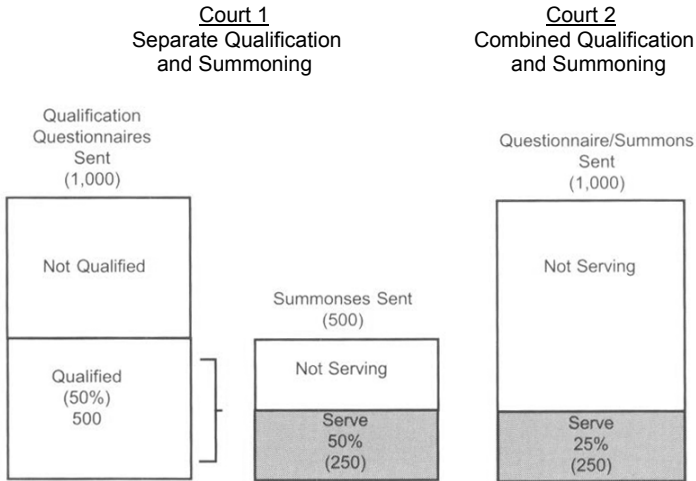 Court 1
Separate Qualification
and Summoning
Court 2
Combined Qualification
and Summoning
Qualification
Questionnaires
Sent
(1,000)
Not Qualified
Qualified
(50%)
500
Summonses Sent
(500)
Not Serving
Serve
50%
(250)
Questionnaire/Summons
Sent
(1,000)
Not Serving
Serve
25%
(250)